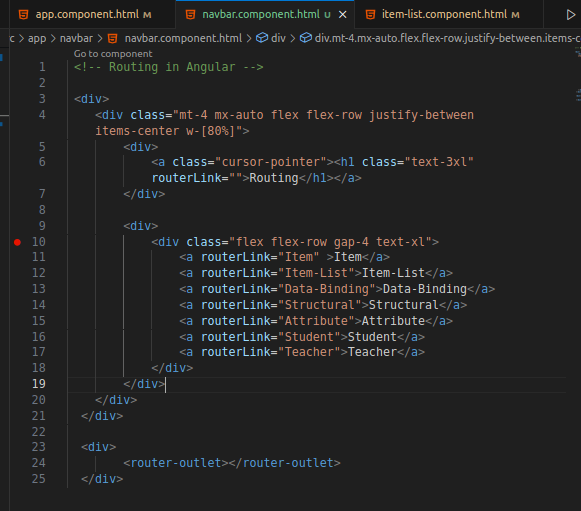 app.component.html M
navbar.component.html U
item-list.component.html M
c > app > navbar > navbar.component.html > div > div.mt-4.mx-auto.flex.flex-row.justify-between.items-c
Go to component
1 <!-- Routing in Angular -->
2
3 <div>
4 <div class="mt-4 mx-auto flex flex-row justify-between
items-center w-[80%]">
5 <div>
6 <a class="cursor-pointer"><h1 class="text-3xl"
routerLink="">Routing</h1></a>
7 </div>
8
9 <div>
10 <div class="flex flex-row gap-4 text-xl">
11 <a routerLink="Item" >Item</a>
12 <a routerLink="Item-List">Item-List</a>
13 <a routerLink="Data-Binding">Data-Binding</a>
14 <a routerLink="Structural">Structural</a>
15 <a routerLink="Attribute">Attribute</a>
16 <a routerLink="Student">Student</a>
17 <a routerLink="Teacher">Teacher</a>
18 </div>
19 </div>
20 </div>
21 </div>
22
23 <div>
24 <router-outlet></router-outlet>
25 </div>